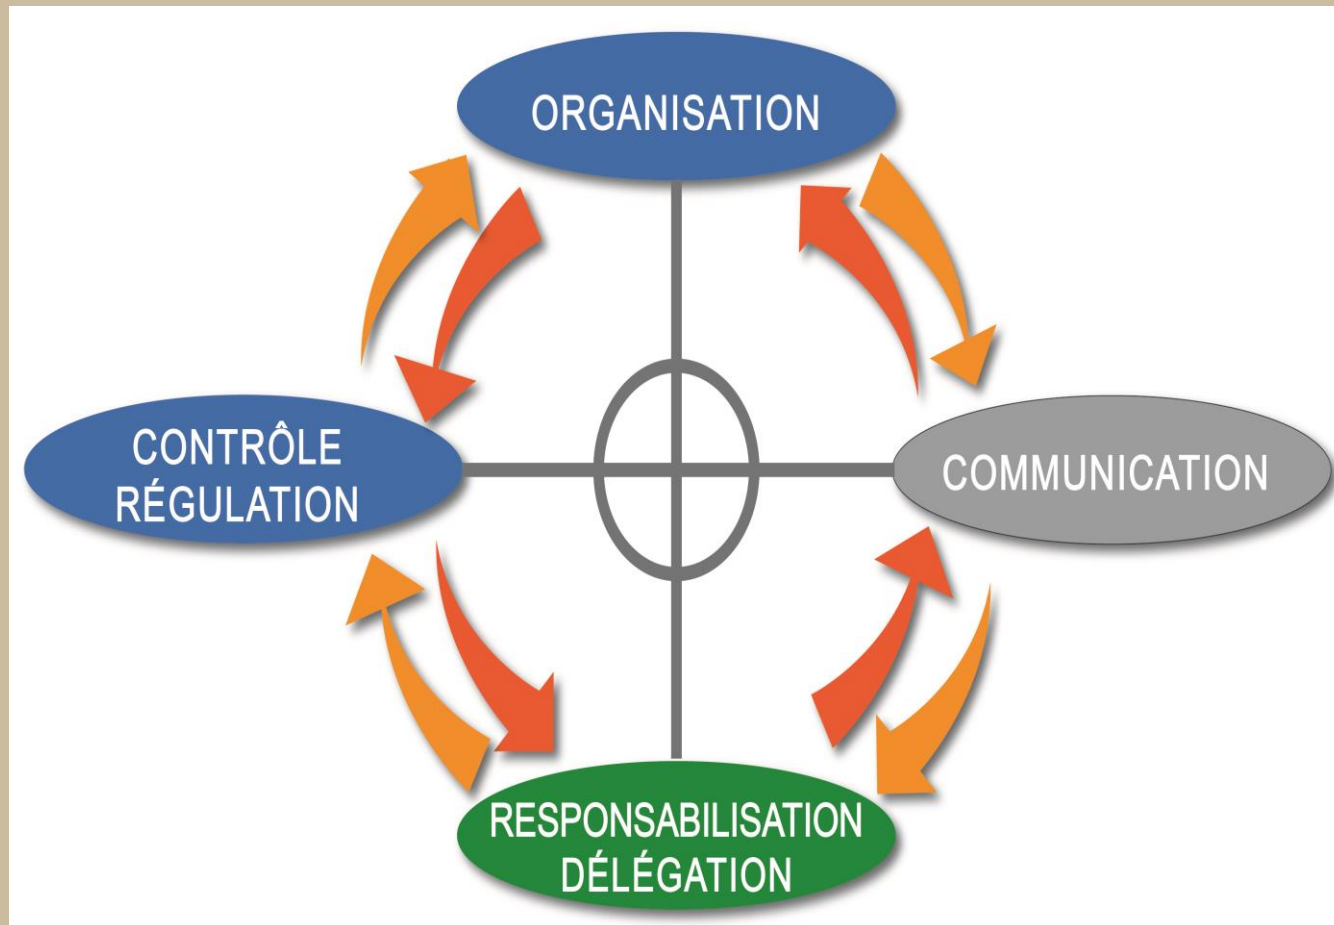 ORGANISATION
CONTRÔLE
RÉGULATION
COMMUNICATION
RESPONSABILISATION
DÉLÉGATION